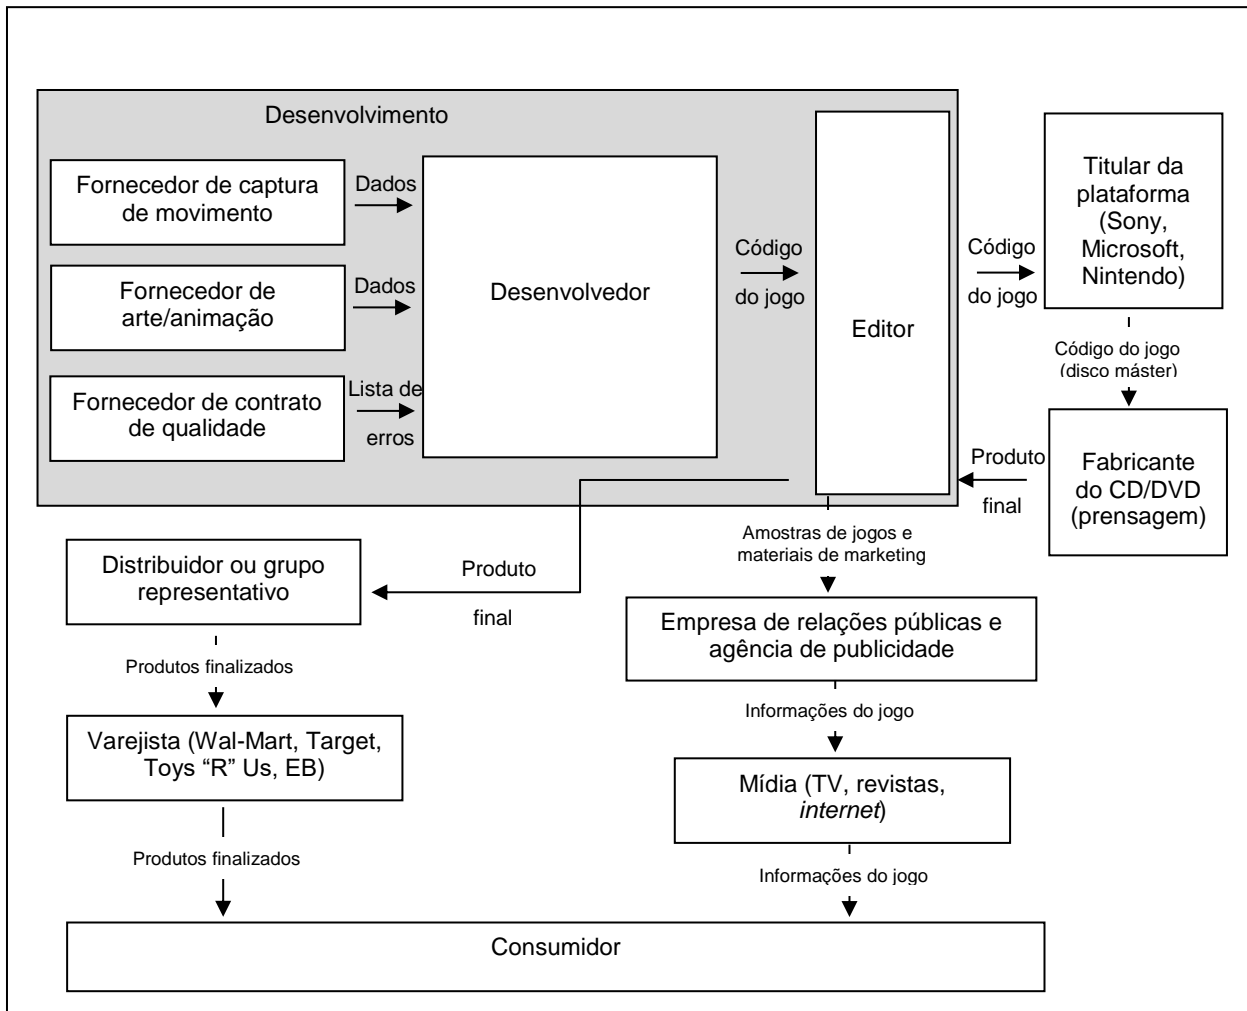 Desenvolvimento
Fornecedor de captura
de movimento
Dados
Fornecedor de
arte/animação
Dados
Fornecedor de contrato
de qualidade
Lista de
erros
Desenvolvedor
Código
do jogo
Editor
Código
do jogo
Titular da
plataforma
(Sony,
Microsoft,
Nintendo)
Código do jogo
(disco máster)
Fabricante
do CD/DVD
(prensagem)
Produto
final
Amostras de jogos e
materiais de marketing
Distribuidor ou grupo
representativo
Produto
final
Empresa de relações públicas e
agência de publicidade
Produtos finalizados
Informações do jogo
Varejista (Wal-Mart, Target,
Toys “R” Us, EB)
Mídia (TV, revistas,
internet)
Produtos finalizados
Informações do jogo
Consumidor